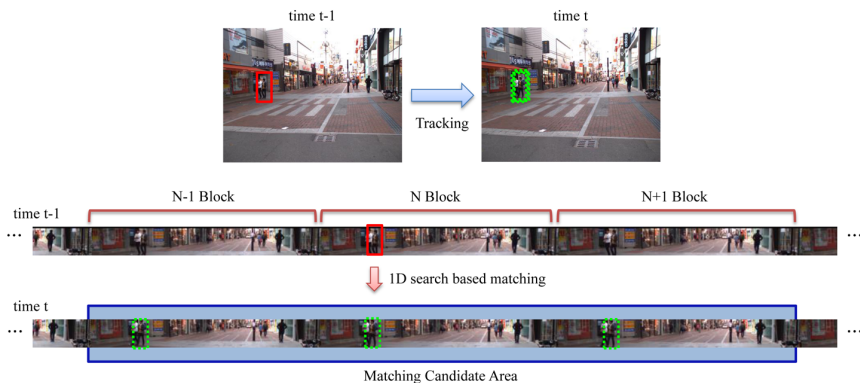 time t-1
time t
Tracking
N-1 Block
N Block
N+1 Block
time t-1
...
...
1D search based matching
time t
...
...
Matching Candidate Area